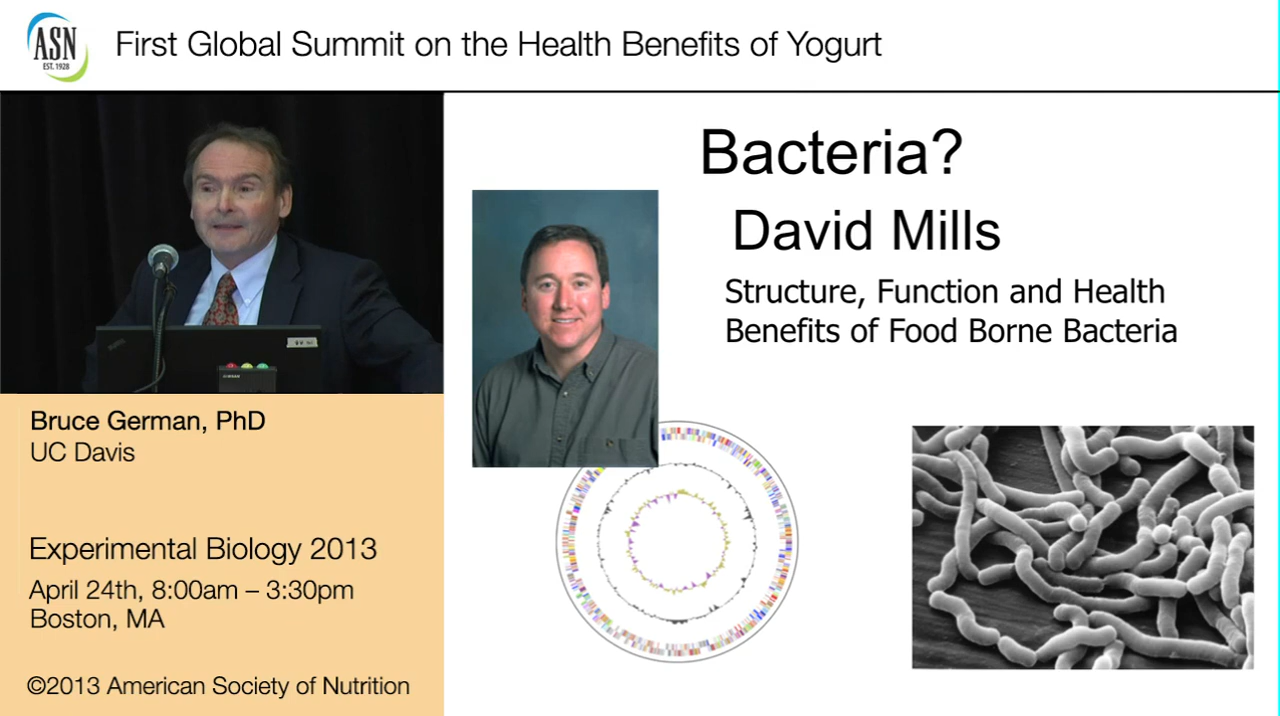 ASN
EST. 1928
First Global Summit on the Health Benefits of Yogurt
Bacteria?
David Mills
Structure, Function and Health
Benefits of Food Borne Bacteria
Bruce German, PhD
UC Davis
Experimental Biology 2013
April 24th, 8:00am – 3:30pm
Boston, MA
©2013 American Society of Nutrition